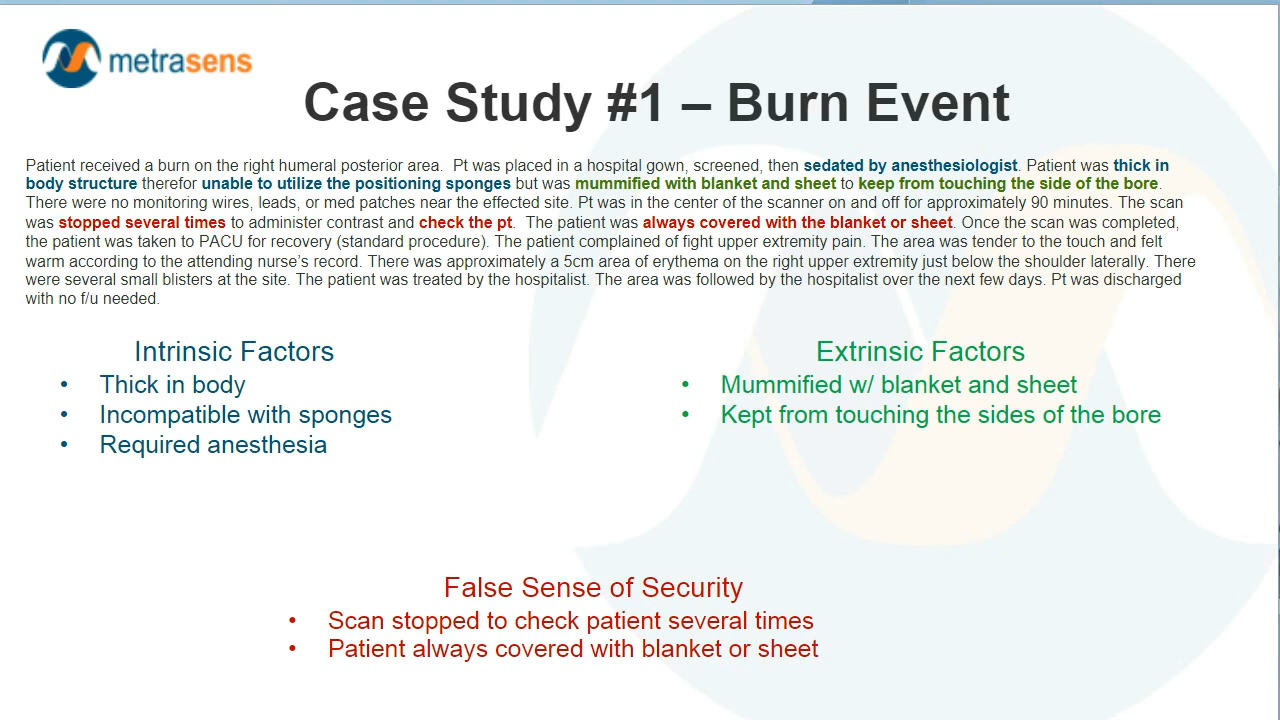 metrasens
Case Study #1 – Burn Event
Patient received a burn on the right humeral posterior area.  Pt was placed in a hospital gown, screened, then sedated by anesthesiologist. Patient was thick in
body structure therefor unable to utilize the positioning sponges but was mummified with blanket and sheet to keep from touching the side of the bore.
There were no monitoring wires, leads, or med patches near the effected site. Pt was in the center of the scanner on and off for approximately 90 minutes. The scan
was stopped several times to administer contrast and check the pt.  The patient was always covered with the blanket or sheet. Once the scan was completed,
the patient was taken to PACU for recovery (standard procedure). The patient complained of fight upper extremity pain. The area was tender to the touch and felt
warm according to the attending nurse's record. There was approximately a 5cm area of erythema on the right upper extremity just below the shoulder laterally. There
were several small blisters at the site. The patient was treated by the hospitalist. The area was followed by the hospitalist over the next few days. Pt was discharged
with no f/u needed.
Intrinsic Factors
• Thick in body
• Incompatible with sponges
• Required anesthesia
Extrinsic Factors
• Mummified w/ blanket and sheet
• Kept from touching the sides of the bore
False Sense of Security
• Scan stopped to check patient several times
• Patient always covered with blanket or sheet